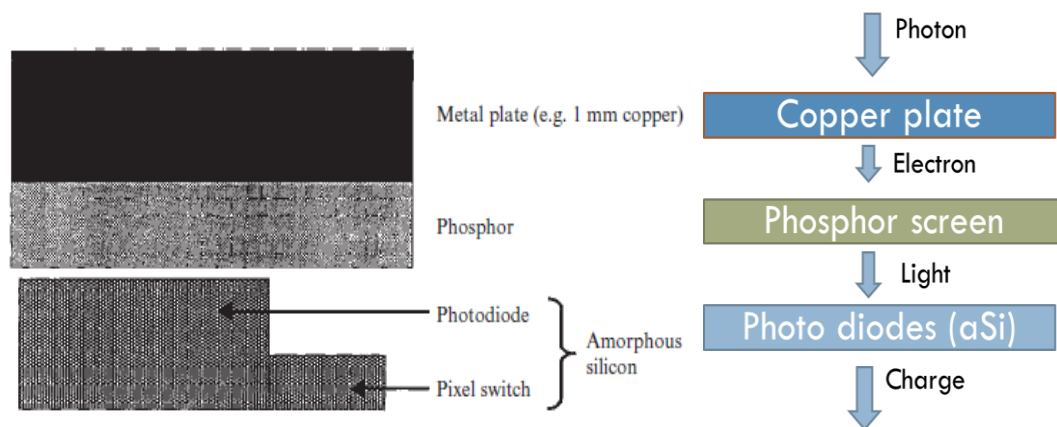 Metal plate (e.g. 1 mm copper)
Phosphor
Photodiode
Pixel switch
Amorphous
silicon
Photon
Copper plate
Electron
Phosphor screen
Light
Photo diodes (aSi)
Charge